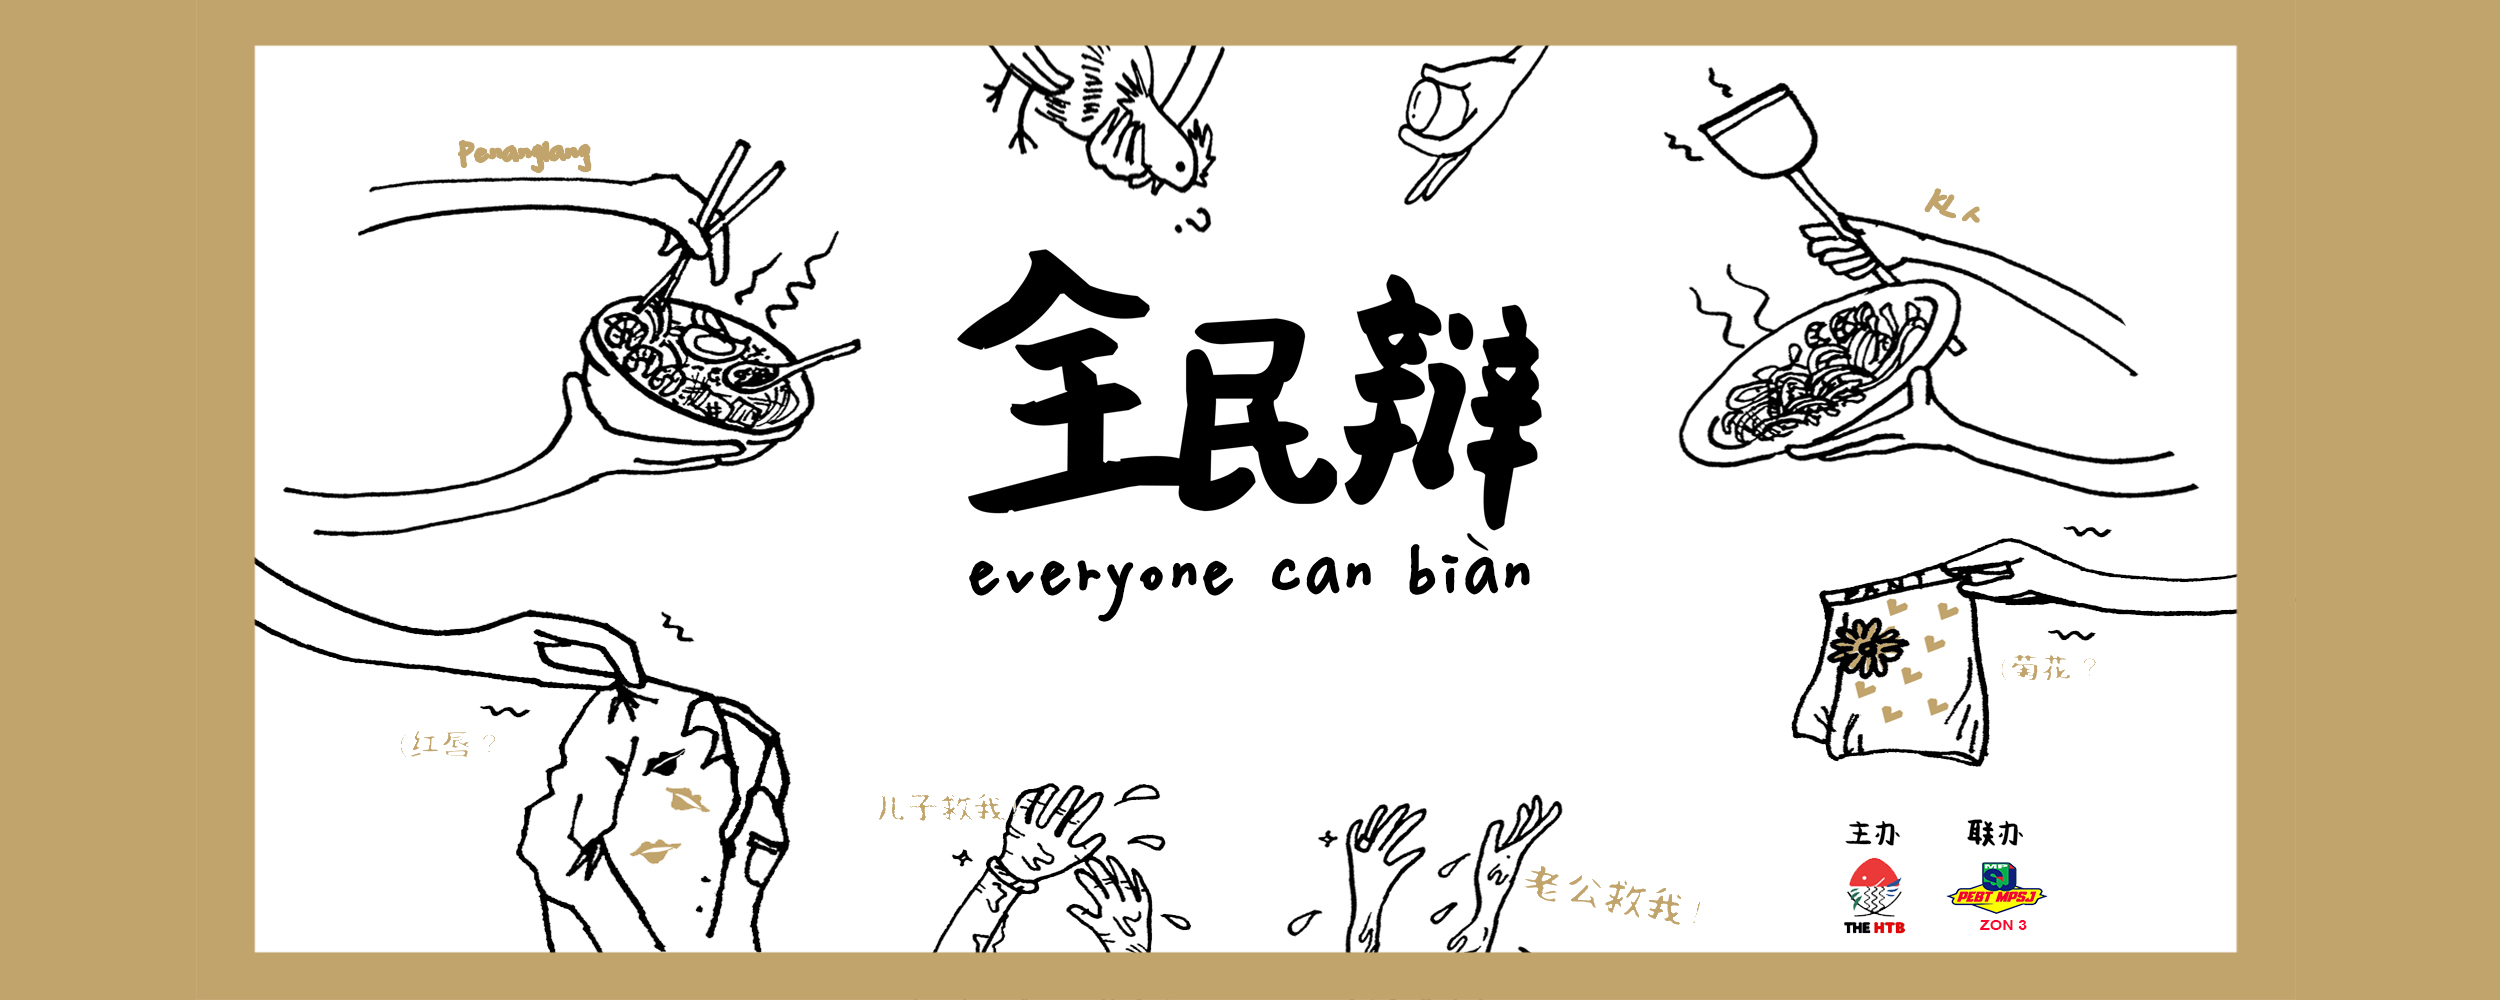 Penanglang
KL人
全民辩
everyone can biàn
(菊花?
(红唇?
儿子救我!
老公救我!
主办
联办
THE HTB
MPSJ
PEBT MPSJ
ZON 3